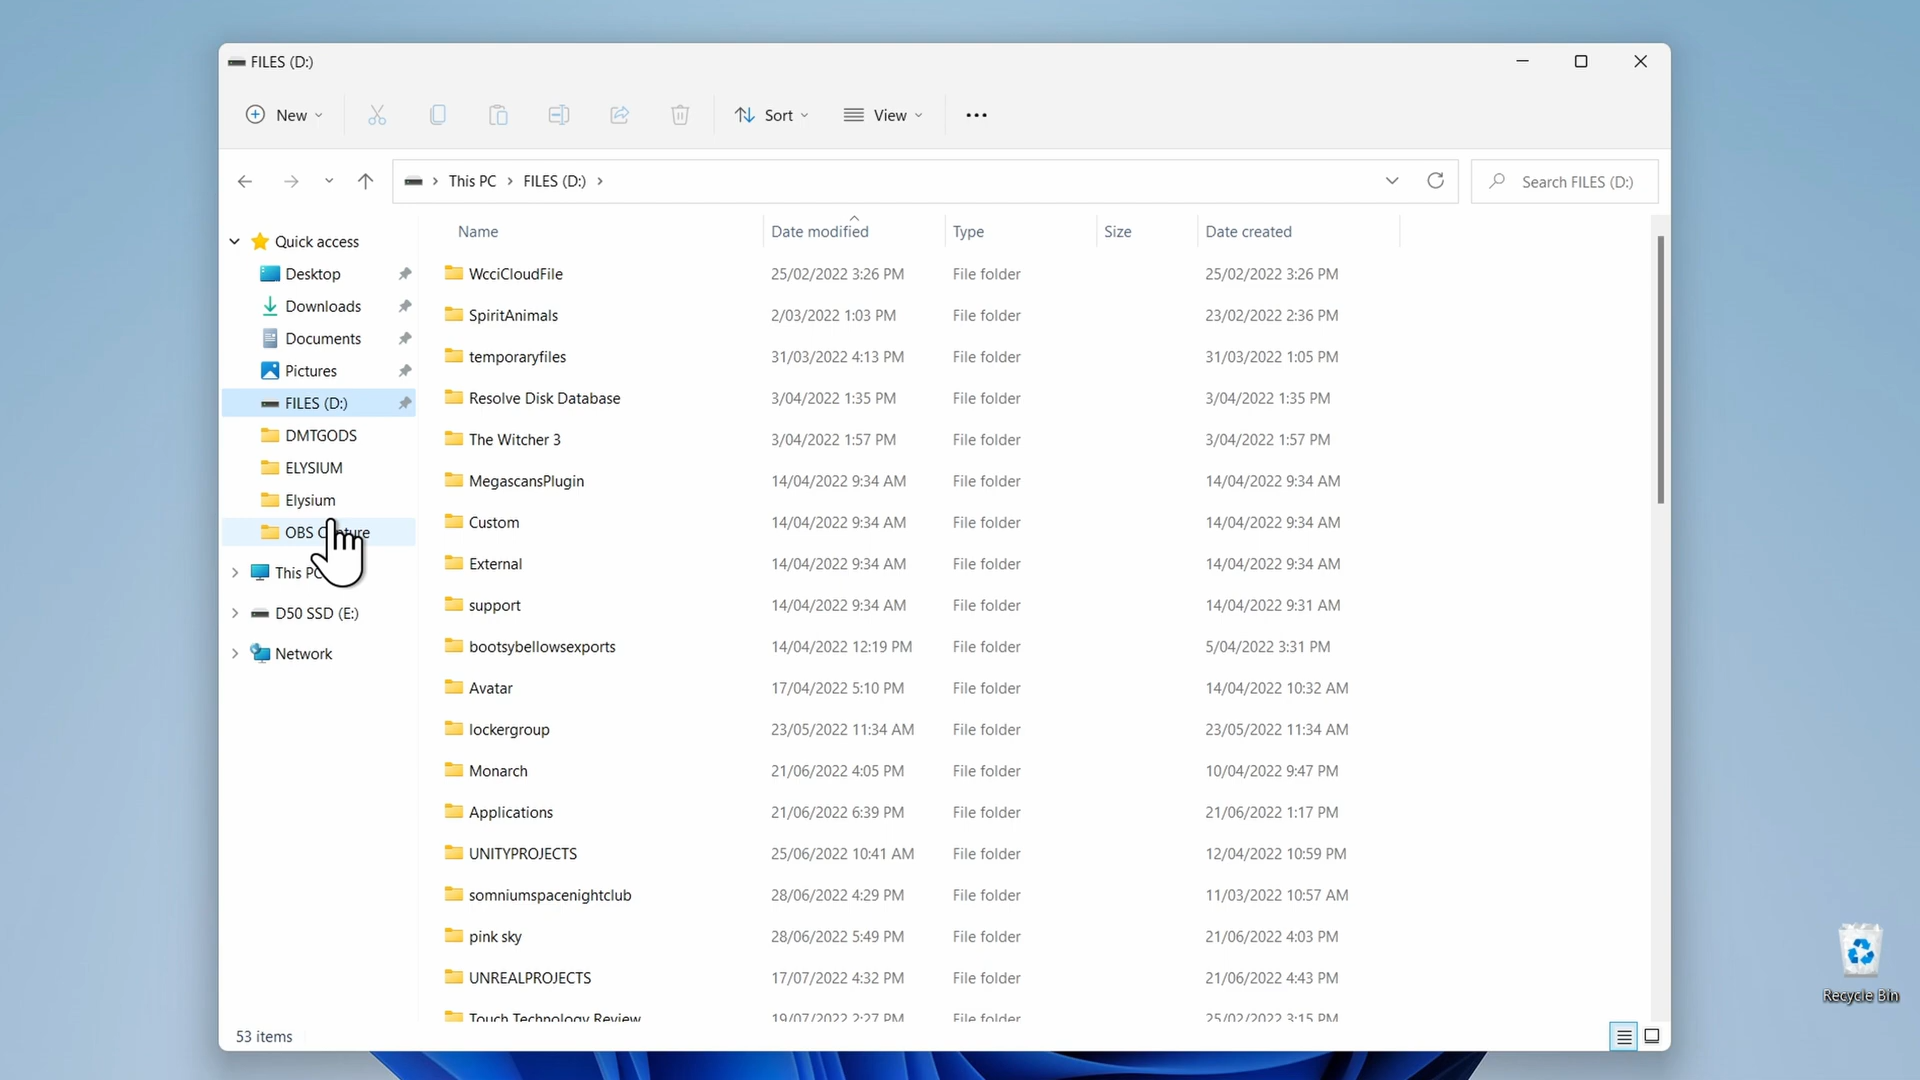 FILES (D:)
New Sort View
This PC FILES (D:) Search FILES (D:)
Quick access
Desktop
Downloads
Documents
Pictures
FILES (D:)
DMTGODS
ELYSIUM
Elysium
OBS Capture
This PC
D50 SSD (E:)
Network
Name Date modified Type Size Date created
WcciCloudFile 25/02/2022 3:26 PM File folder 25/02/2022 3:26 PM
SpiritAnimals 2/03/2022 1:03 PM File folder 23/02/2022 2:36 PM
temporaryfiles 31/03/2022 4:13 PM File folder 31/03/2022 1:05 PM
Resolve Disk Database 3/04/2022 1:35 PM File folder 3/04/2022 1:35 PM
The Witcher 3 3/04/2022 1:57 PM File folder 3/04/2022 1:57 PM
MegascansPlugin 14/04/2022 9:34 AM File folder 14/04/2022 9:34 AM
Custom 14/04/2022 9:34 AM File folder 14/04/2022 9:34 AM
External 14/04/2022 9:34 AM File folder 14/04/2022 9:34 AM
support 14/04/2022 9:34 AM File folder 14/04/2022 9:31 AM
bootsybellowsexports 14/04/2022 12:19 PM File folder 5/04/2022 3:31 PM
Avatar 17/04/2022 5:10 PM File folder 14/04/2022 10:32 AM
lockergroup 23/05/2022 11:34 AM File folder 23/05/2022 11:34 AM
Monarch 21/06/2022 4:05 PM File folder 10/04/2022 9:47 PM
Applications 21/06/2022 6:39 PM File folder 21/06/2022 1:17 PM
UNITYPROJECTS 25/06/2022 10:41 AM File folder 12/04/2022 10:59 PM
somniumspacenightclub 28/06/2022 4:29 PM File folder 11/03/2022 10:57 AM
pink sky 28/06/2022 5:49 PM File folder 21/06/2022 4:03 PM
UNREALPROJECTS 17/07/2022 4:32 PM File folder 21/06/2022 4:43 PM
Touch Technology Review 19/07/2022 2:27 PM File folder 25/02/2022 3:15 PM
53 items
Recycle Bin